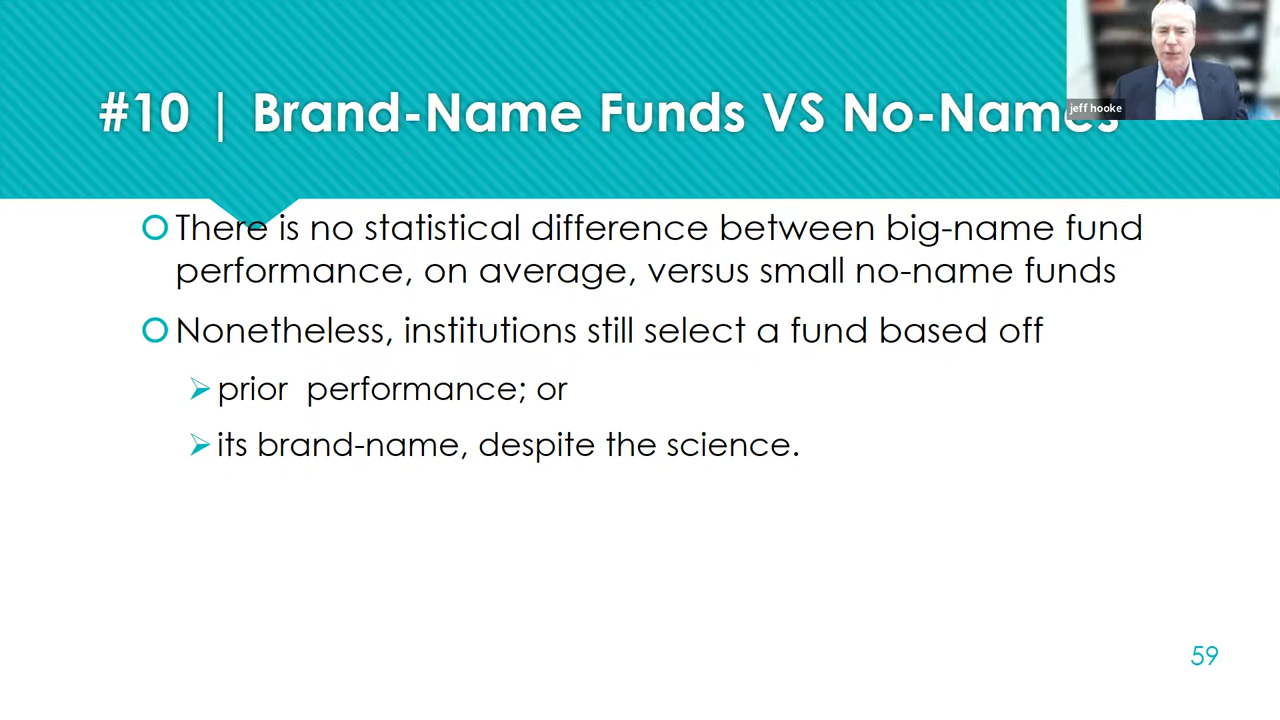 #10 | Brand-Name Funds VS No-Names
jeff hooke
There is no statistical difference between big-name fund
performance, on average, versus small no-name funds
Nonetheless, institutions still select a fund based off
prior  performance; or
its brand-name, despite the science.
59